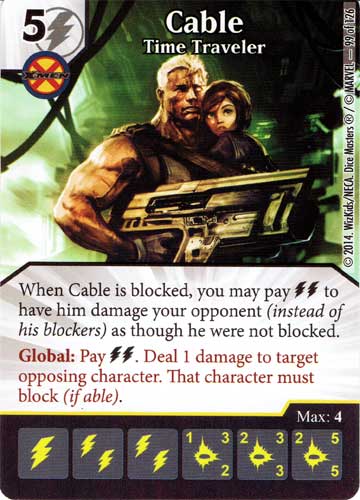 5
Cable
Time Traveler
X-MEN
© 2014. WizKids/NECA. Dice Masters ® / © MARVEL — 99 of 126
When Cable is blocked, you may pay to
have him damage your opponent (instead of
his blockers) as though he were not blocked.
Global: Pay . Deal 1 damage to target
opposing character. That character must
block (if able).
Max: 4
1 3 2
2 3 3
2 5 5